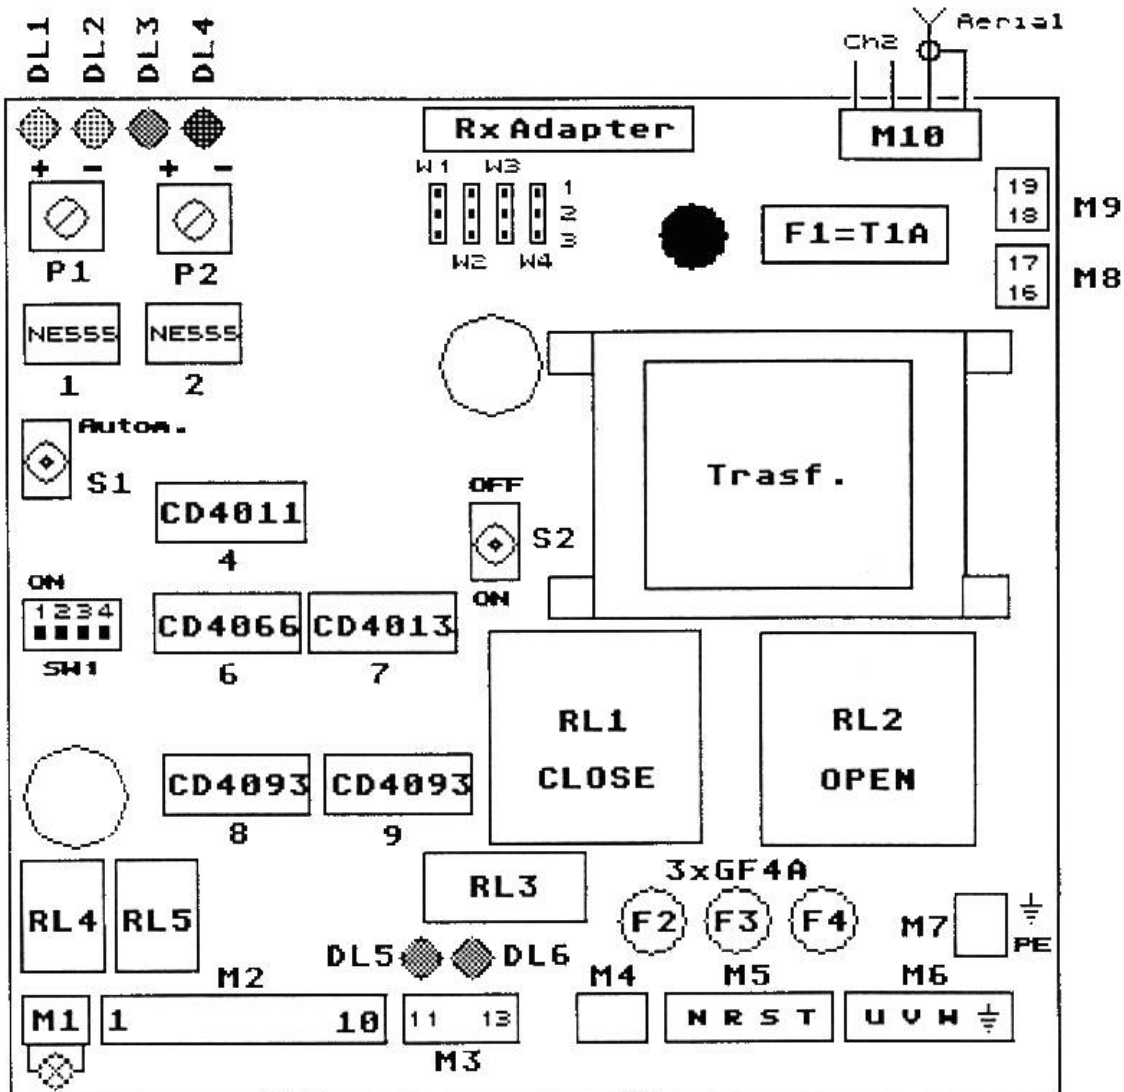 DL1 DL2 DL3 DL4
Aerial
Ch2
M10
Rx Adapter
+ - + -
W1 W3
1
2
3
W2 W4
P1 P2
F1=T1A
19
18
M9
17
16
M8
NE555 NE555
1 2
Autom.
S1
CD4011
4
OFF
S2
ON
Trasf.
ON
1234
SW1
CD4066 CD4013
6 7
RL1
CLOSE
RL2
OPEN
CD4093 CD4093
8 9
RL4 RL5
RL3
3xGF4A
F2 F3 F4
M7
PE
DL5 DL6
M2
M4 M5 M6
M1
1 10
11 13
M3
N R S T
U V W